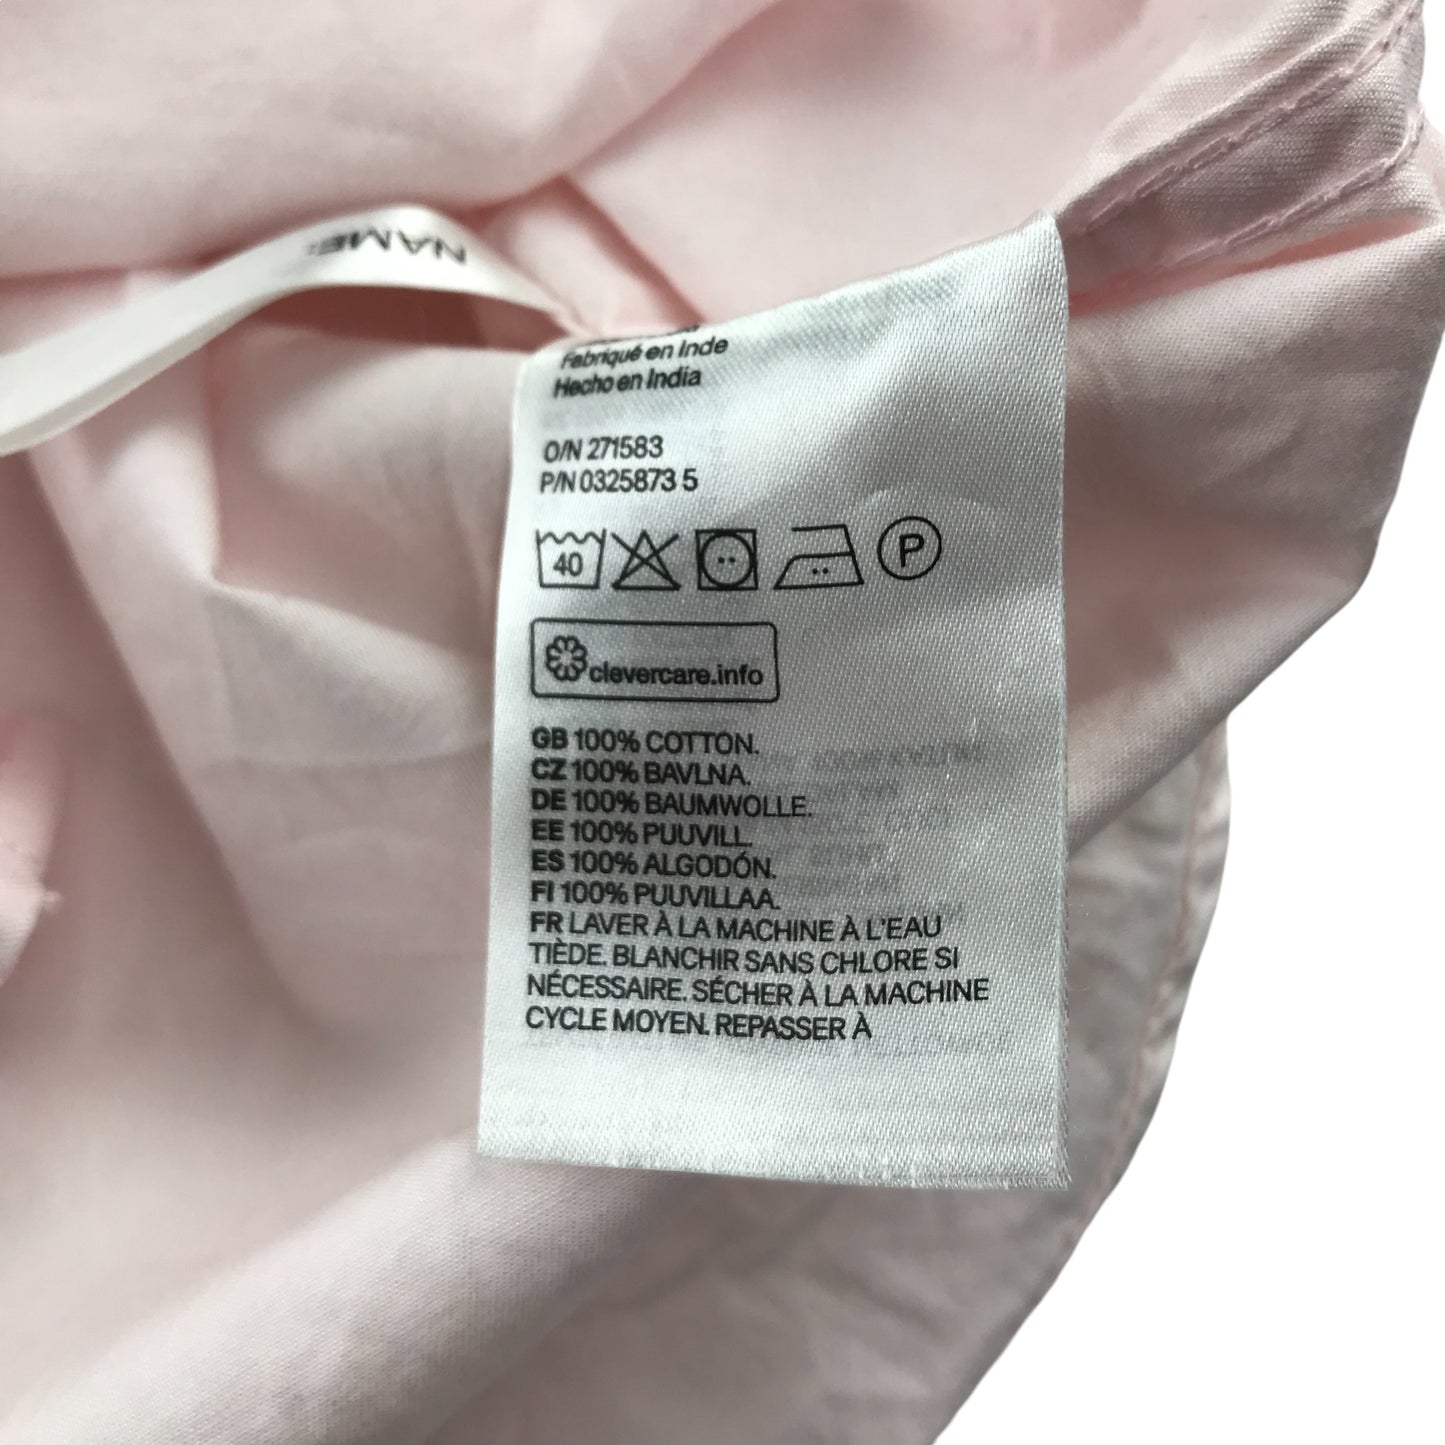 NAME:
Fabriqué en Inde
Hecho en India
O/N 271583
P/N 0325873 5
40
P
clevercare.info
GB 100% COTTON.
CZ 100% BAVLNA.
DE 100% BAUMWOLLE.
EE 100% PUUVILL.
ES 100% ALGODÓN.
FI 100% PUUVILLAA.
FR LAVER À LA MACHINE À L'EAU
TIÈDE. BLANCHIR SANS CHLORE SI
NÉCESSAIRE. SÉCHER À LA MACHINE
CYCLE MOYEN. REPASSER À